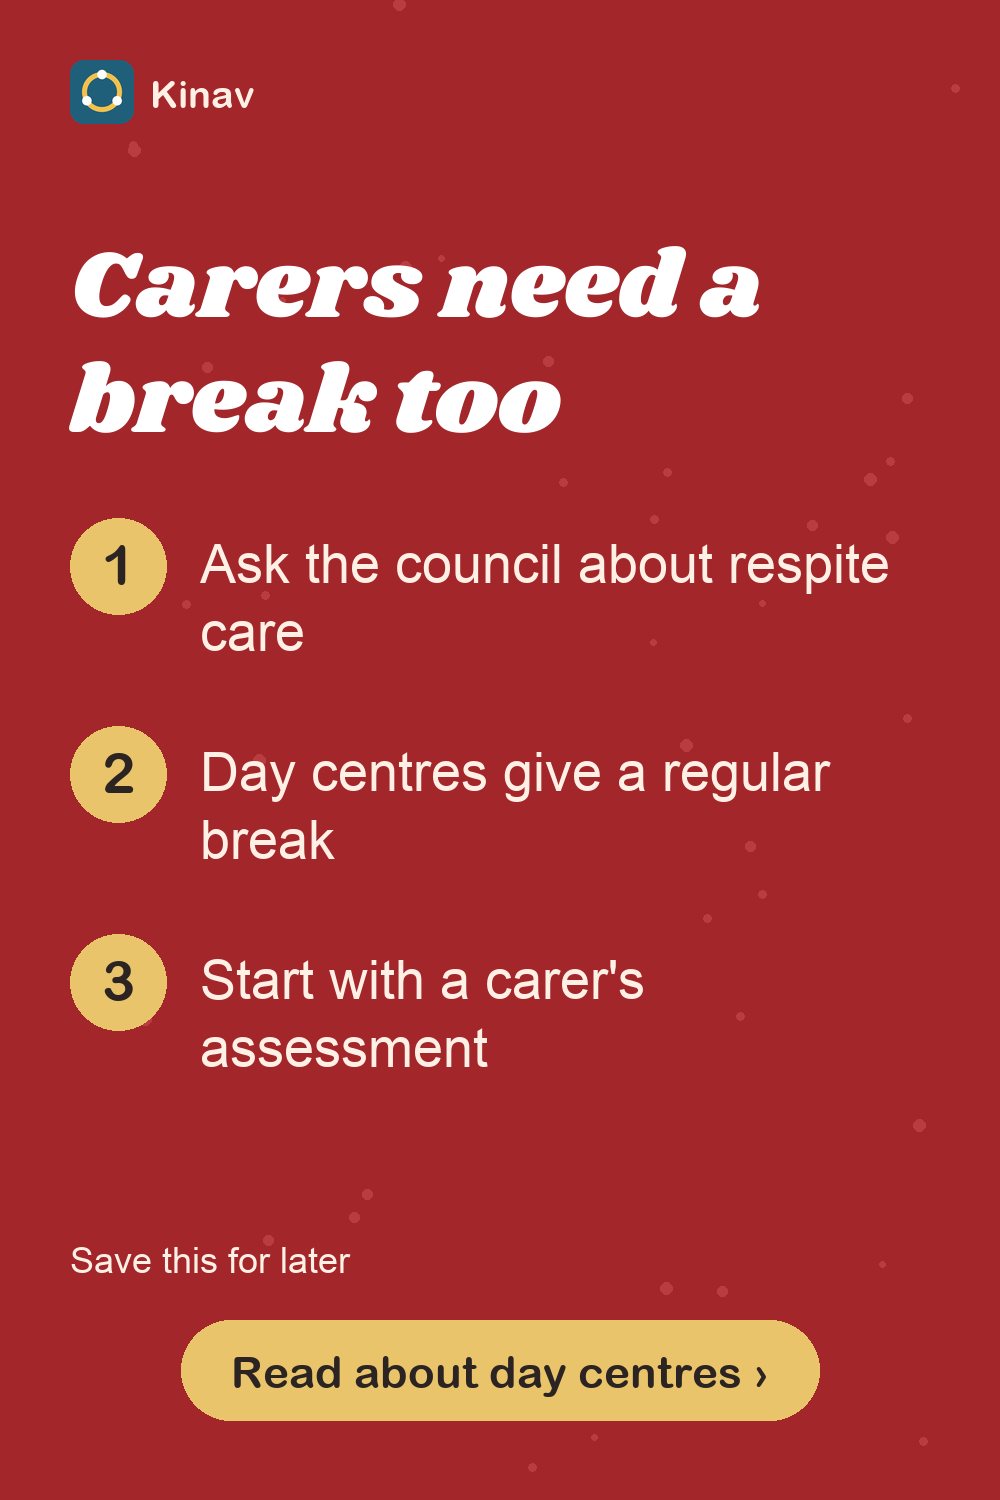 Kinav
Carers need a
break too
1 Ask the council about respite
care
2 Day centres give a regular
break
3 Start with a carer's
assessment
Save this for later
Read about day centres ›